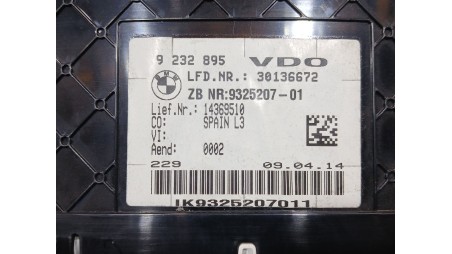 9 232 895 VDO
LFD.NR.: 30136672
ZB NR:9325207-01
Lief.Nr.: 14369510
CO: SPAIN L3
VI:
Aend: 0002
229 09.04.14
IK9325207011